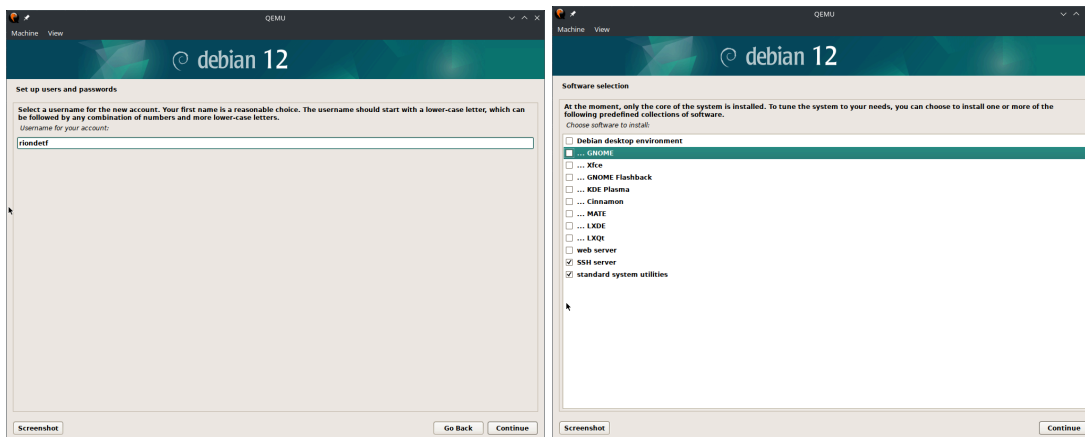 QEMU
Machine View
debian 12
Set up users and passwords
Select a username for the new account. Your first name is a reasonable choice. The username should start with a lower-case letter, which can
be followed by any combination of numbers and more lower-case letters.
Username for your account:
riondetf
Screenshot
Go Back
Continue
QEMU
Machine View
debian 12
Software selection
At the moment, only the core of the system is installed. To tune the system to your needs, you can choose to install one or more of the
following predefined collections of software.
Choose software to install:
Debian desktop environment
... GNOME
... Xfce
... GNOME Flashback
... KDE Plasma
... Cinnamon
... MATE
... LXDE
... LXQt
web server
SSH server
standard system utilities
Screenshot
Continue